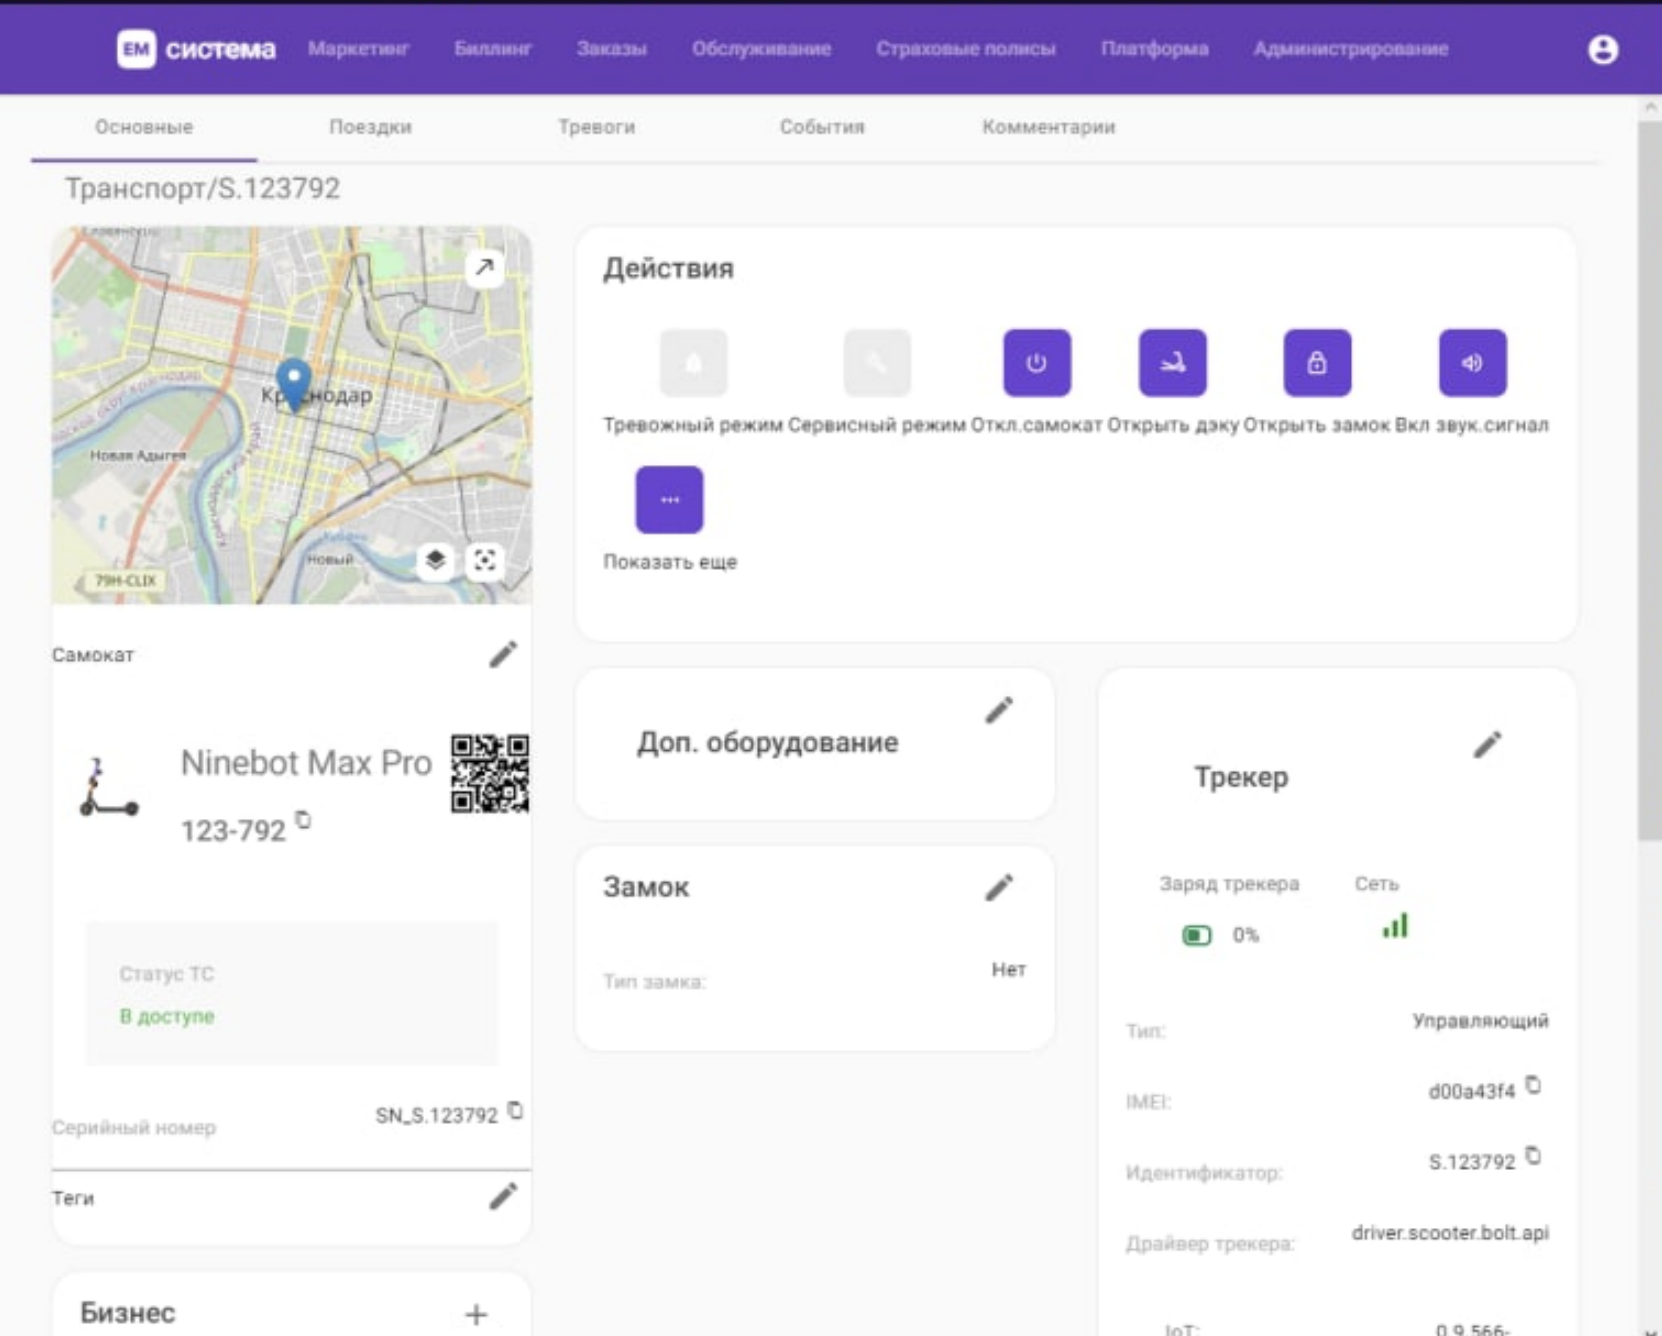 ЕМ система Маркетинг Биллинг Заказы Обслуживание Страховые полисы Платформа Администрирование
Основные Поездки Тревоги События Комментарии
Транспорт/S.123792
Краснодар
Новая Адыгея
Кубань
Новый
79Н-CLIX
Самокат
Ninebot Max Pro
123-792
Статус ТС
В доступе
Серийный номер SN_S.123792
Теги
Бизнес
Действия
Тревожный режим Сервисный режим Откл.самокат Открыть дэку Открыть замок Вкл звук.сигнал
Показать еще
Доп. оборудование
Замок
Тип замка: Нет
Трекер
Заряд трекера Сеть
0%
Тип: Управляющий
IMEI: d00a43f4
Идентификатор: S.123792
Драйвер трекера: driver.scooter.bolt.api
IoT: 0.9.566-